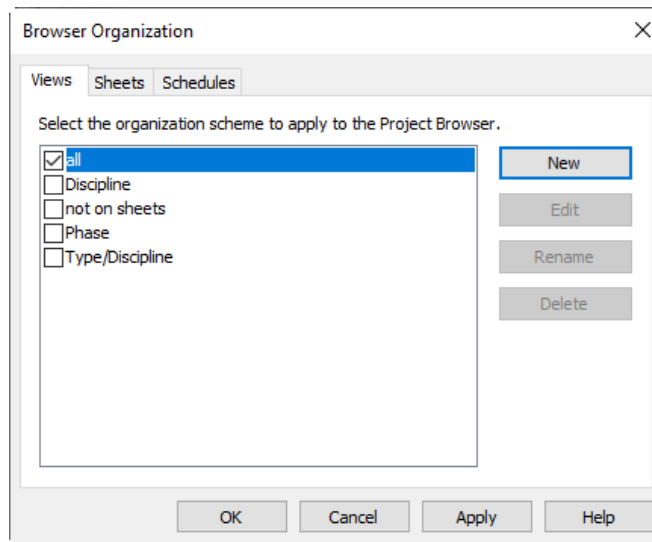 Browser Organization
Views Sheets Schedules
Select the organization scheme to apply to the Project Browser.
all
Discipline
not on sheets
Phase
Type/Discipline
New
Edit
Rename
Delete
OK Cancel Apply Help